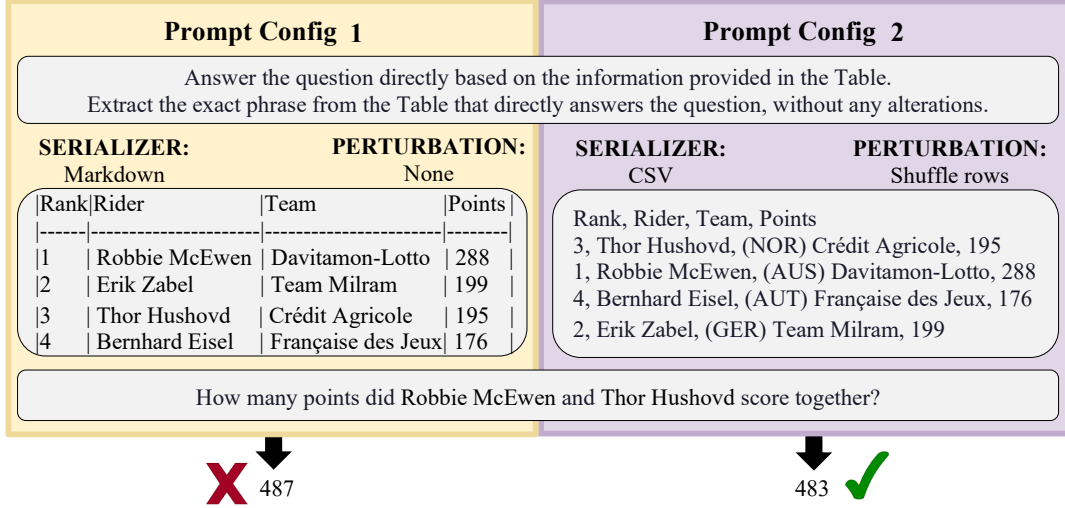 Prompt Config 1
Prompt Config 2
Answer the question directly based on the information provided in the Table.
Extract the exact phrase from the Table that directly answers the question, without any alterations.
SERIALIZER:
Markdown
PERTURBATION:
None
|Rank|Rider |Team |Points |
|------|----------------------|-----------------------|--------|
|1 | Robbie McEwen | Davitamon-Lotto | 288 |
|2 | Erik Zabel | Team Milram | 199 |
|3 | Thor Hushovd | Crédit Agricole | 195 |
|4 | Bernhard Eisel | Française des Jeux| 176 |
SERIALIZER:
CSV
PERTURBATION:
Shuffle rows
Rank, Rider, Team, Points
3, Thor Hushovd, (NOR) Crédit Agricole, 195
1, Robbie McEwen, (AUS) Davitamon-Lotto, 288
4, Bernhard Eisel, (AUT) Française des Jeux, 176
2, Erik Zabel, (GER) Team Milram, 199
How many points did Robbie McEwen and Thor Hushovd score together?
487
483